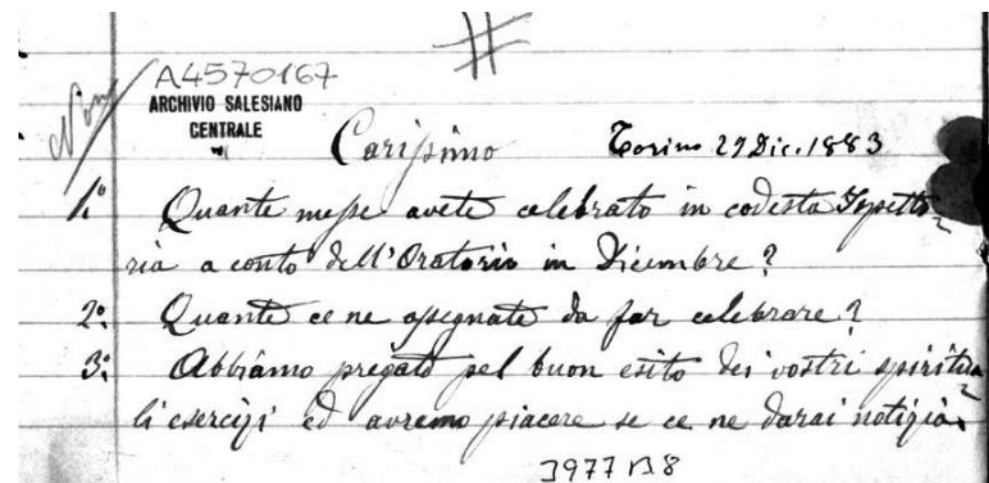 A4570167
ARCHIVIO SALESIANO
CENTRALE
Carissimo Torino 29 Dic. 1883
1.° Quante messe avete celebrato in codesta Ispetto
ria a conto dell'Oratorio in Dicembre?
2.° Quante ce ne assegnate da far celebrare?
3.° Abbiamo pregato pel buon esito dei vostri spiritua
li esercizi ed avremo piacere se ce ne darai notizia.
3977 B 8